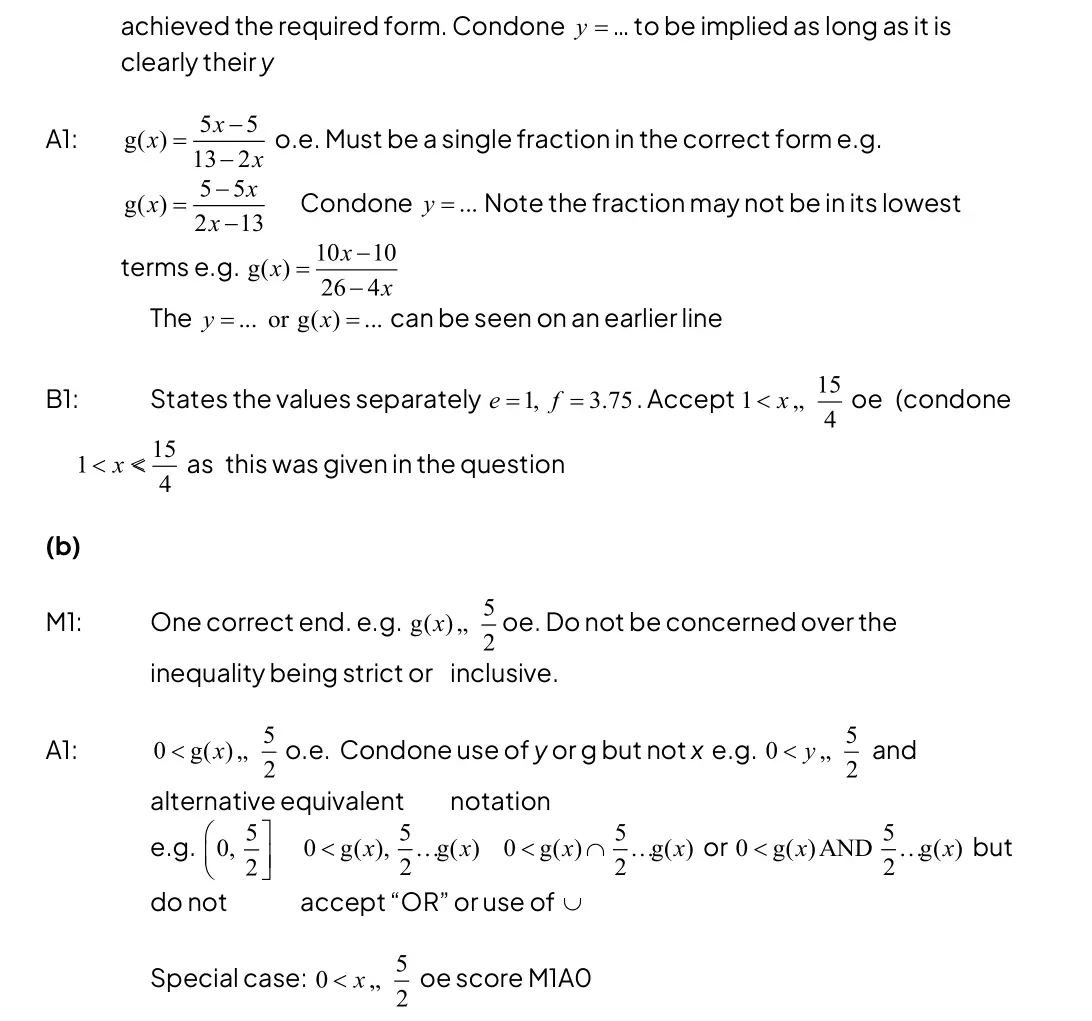 achieved the required form. Condone y = ... to be implied as long as it is
clearly their y
A1: g(x) = (5x − 5)/(13 − 2x) o.e. Must be a single fraction in the correct form e.g.
g(x) = (5 − 5x)/(2x − 13) Condone y = ... Note the fraction may not be in its lowest
terms e.g. g(x) = (10x − 10)/(26 − 4x)
The y = ... or g(x) = ... can be seen on an earlier line
B1: States the values separately e = 1, f = 3.75. Accept 1 < x ,, 15/4 oe (condone
1 < x ⩽ 15/4 as this was given in the question
(b)
M1: One correct end. e.g. g(x) ,, 5/2 oe. Do not be concerned over the
inequality being strict or inclusive.
A1: 0 < g(x) ,, 5/2 o.e. Condone use of y or g but not x e.g. 0 < y ,, 5/2 and
alternative equivalent notation
e.g. (0, 5/2] 0 < g(x), 5/2 ...g(x) 0 < g(x) ∩ 5/2 ...g(x) or 0 < g(x) AND 5/2 ...g(x) but
do not accept “OR” or use of ∪
Special case: 0 < x ,, 5/2 oe score M1A0